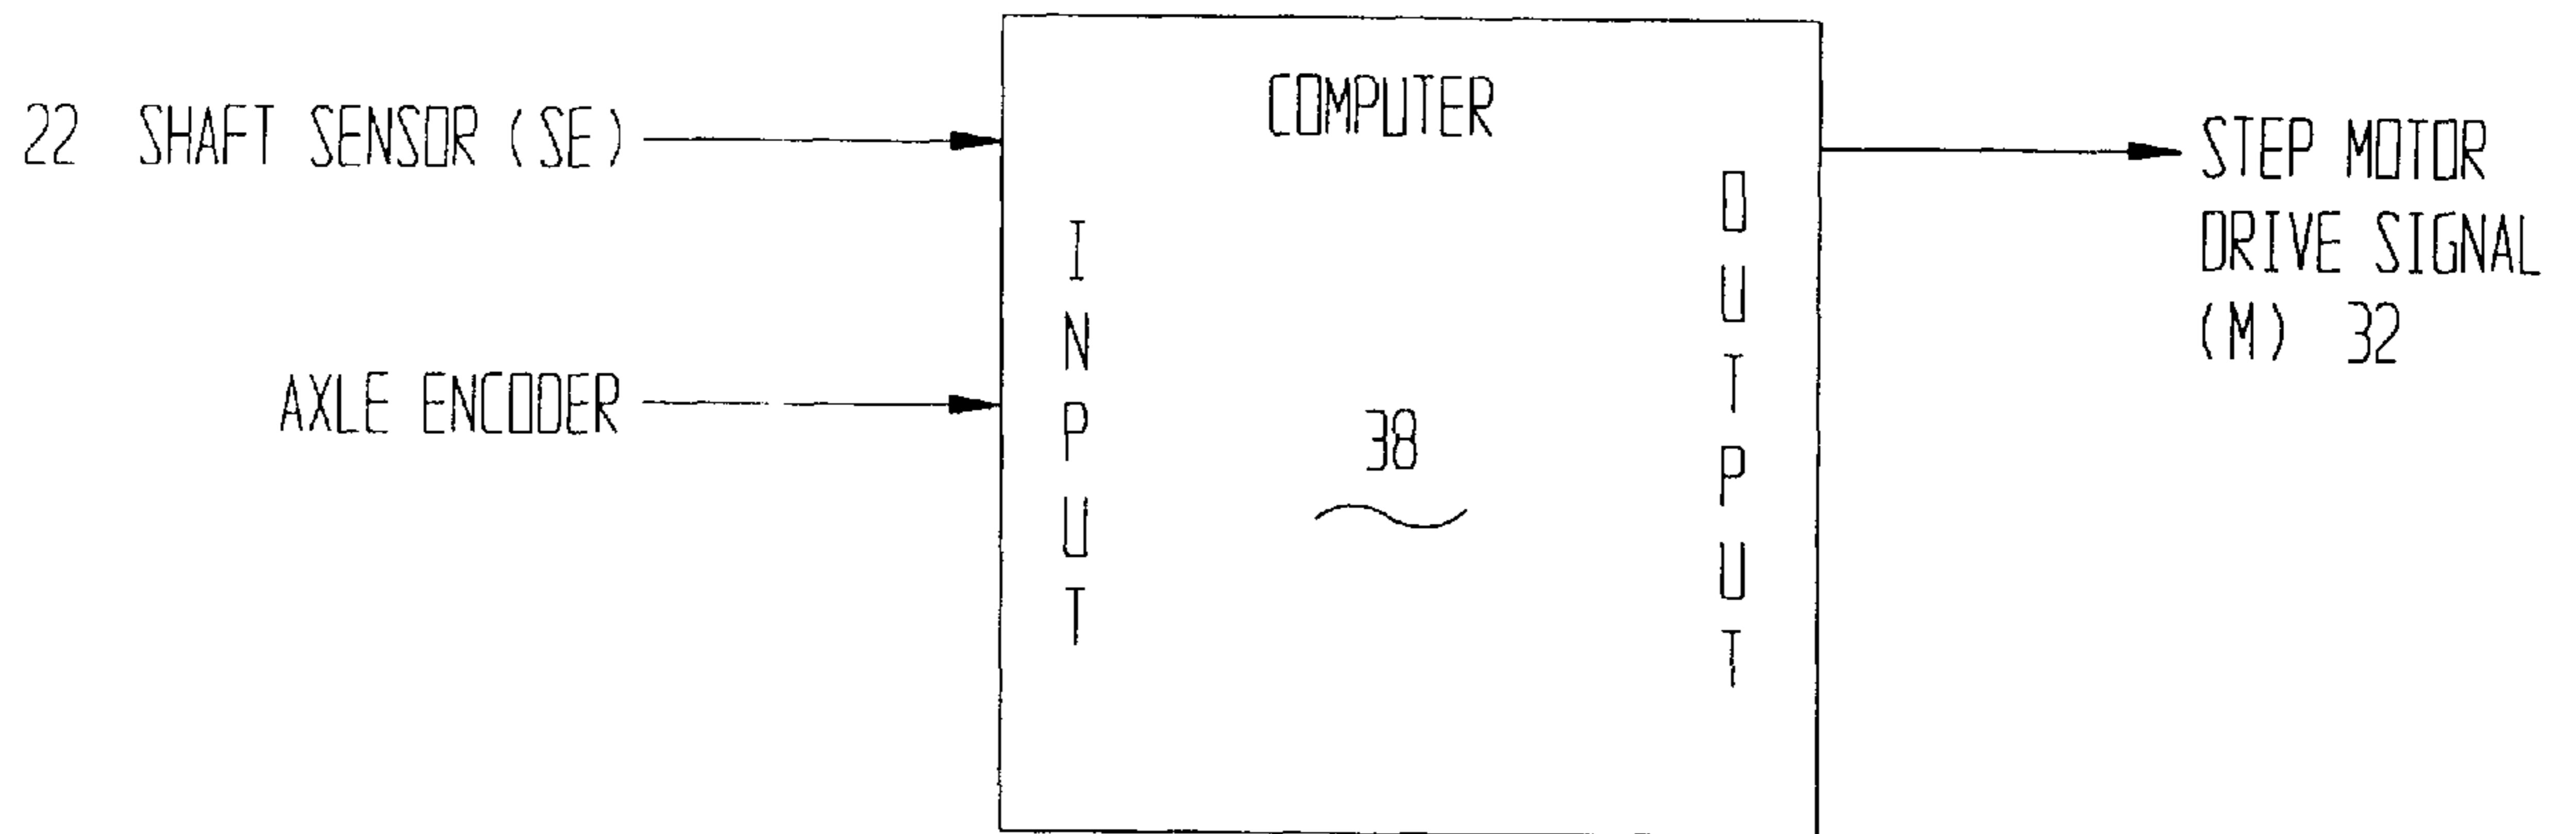 COMPUTER
22 SHAFT SENSOR (SE)
INPUT
AXLE ENCODER
38
OUTPUT
STEP MOTOR
DRIVE SIGNAL
(M) 32